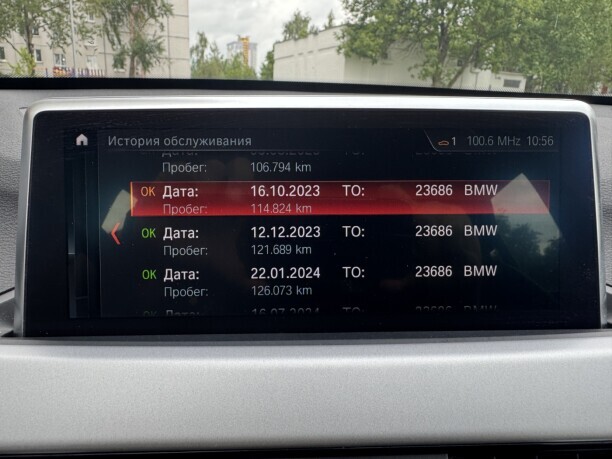 История обслуживания 1 100.6 MHz 10:56
Пробег: 106.794 km
OK Дата: 16.10.2023 ТО: 23686 BMW
Пробег: 114.824 km
OK Дата: 12.12.2023 ТО: 23686 BMW
Пробег: 121.689 km
OK Дата: 22.01.2024 ТО: 23686 BMW
Пробег: 126.073 km